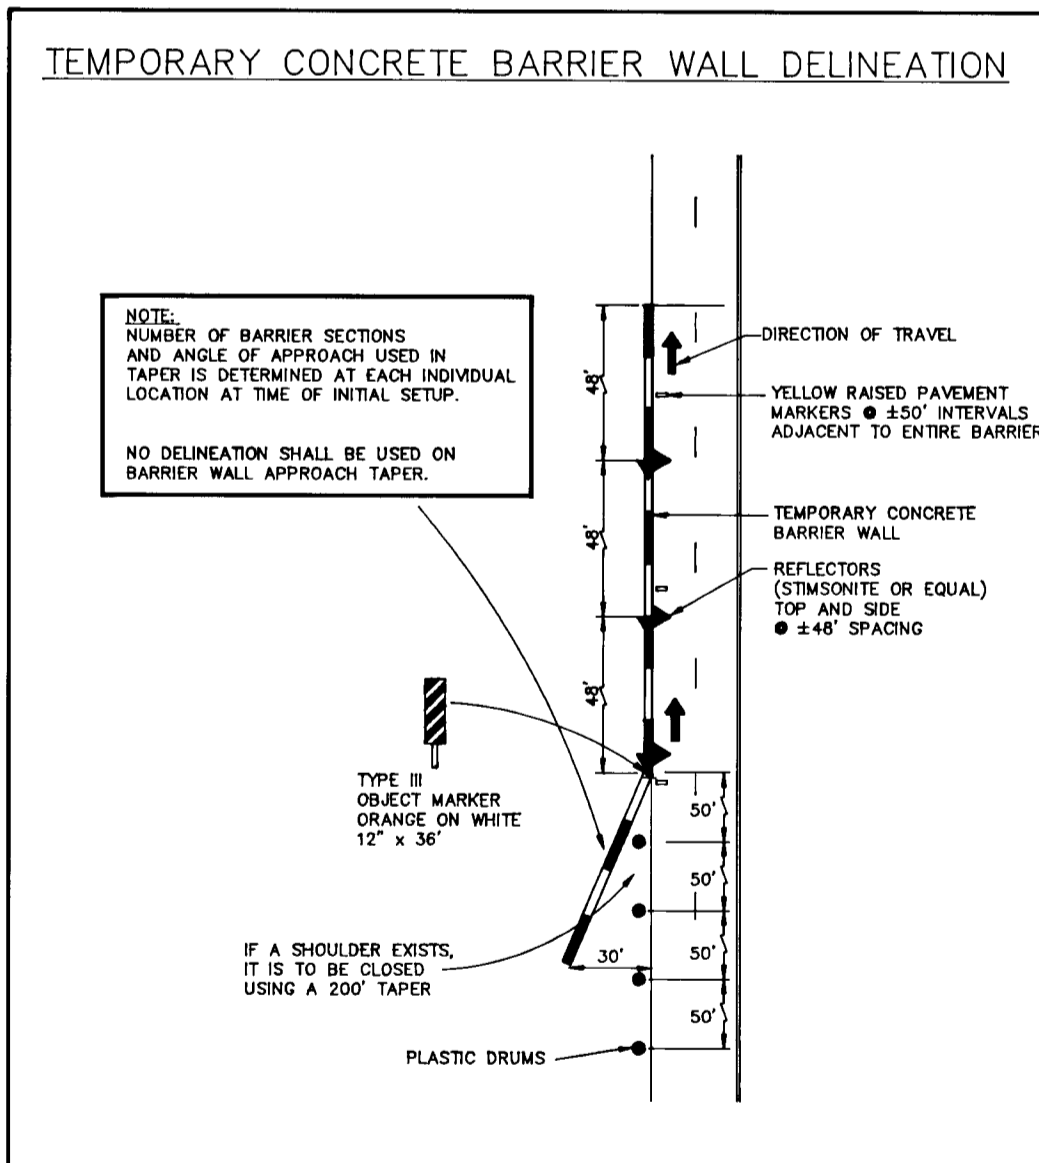 TEMPORARY CONCRETE BARRIER WALL DELINEATION
NOTE:
NUMBER OF BARRIER SECTIONS
AND ANGLE OF APPROACH USED IN
TAPER IS DETERMINED AT EACH INDIVIDUAL
LOCATION AT TIME OF INITIAL SETUP.
NO DELINEATION SHALL BE USED ON
BARRIER WALL APPROACH TAPER.
DIRECTION OF TRAVEL
48'
YELLOW RAISED PAVEMENT
MARKERS @ ±50' INTERVALS
ADJACENT TO ENTIRE BARRIER
48'
TEMPORARY CONCRETE
BARRIER WALL
REFLECTORS
(STIMSONITE OR EQUAL)
TOP AND SIDE
@ ±48' SPACING
48'
TYPE III
OBJECT MARKER
ORANGE ON WHITE
12" x 36'
50'
50'
50'
50'
30'
IF A SHOULDER EXISTS,
IT IS TO BE CLOSED
USING A 200' TAPER
PLASTIC DRUMS